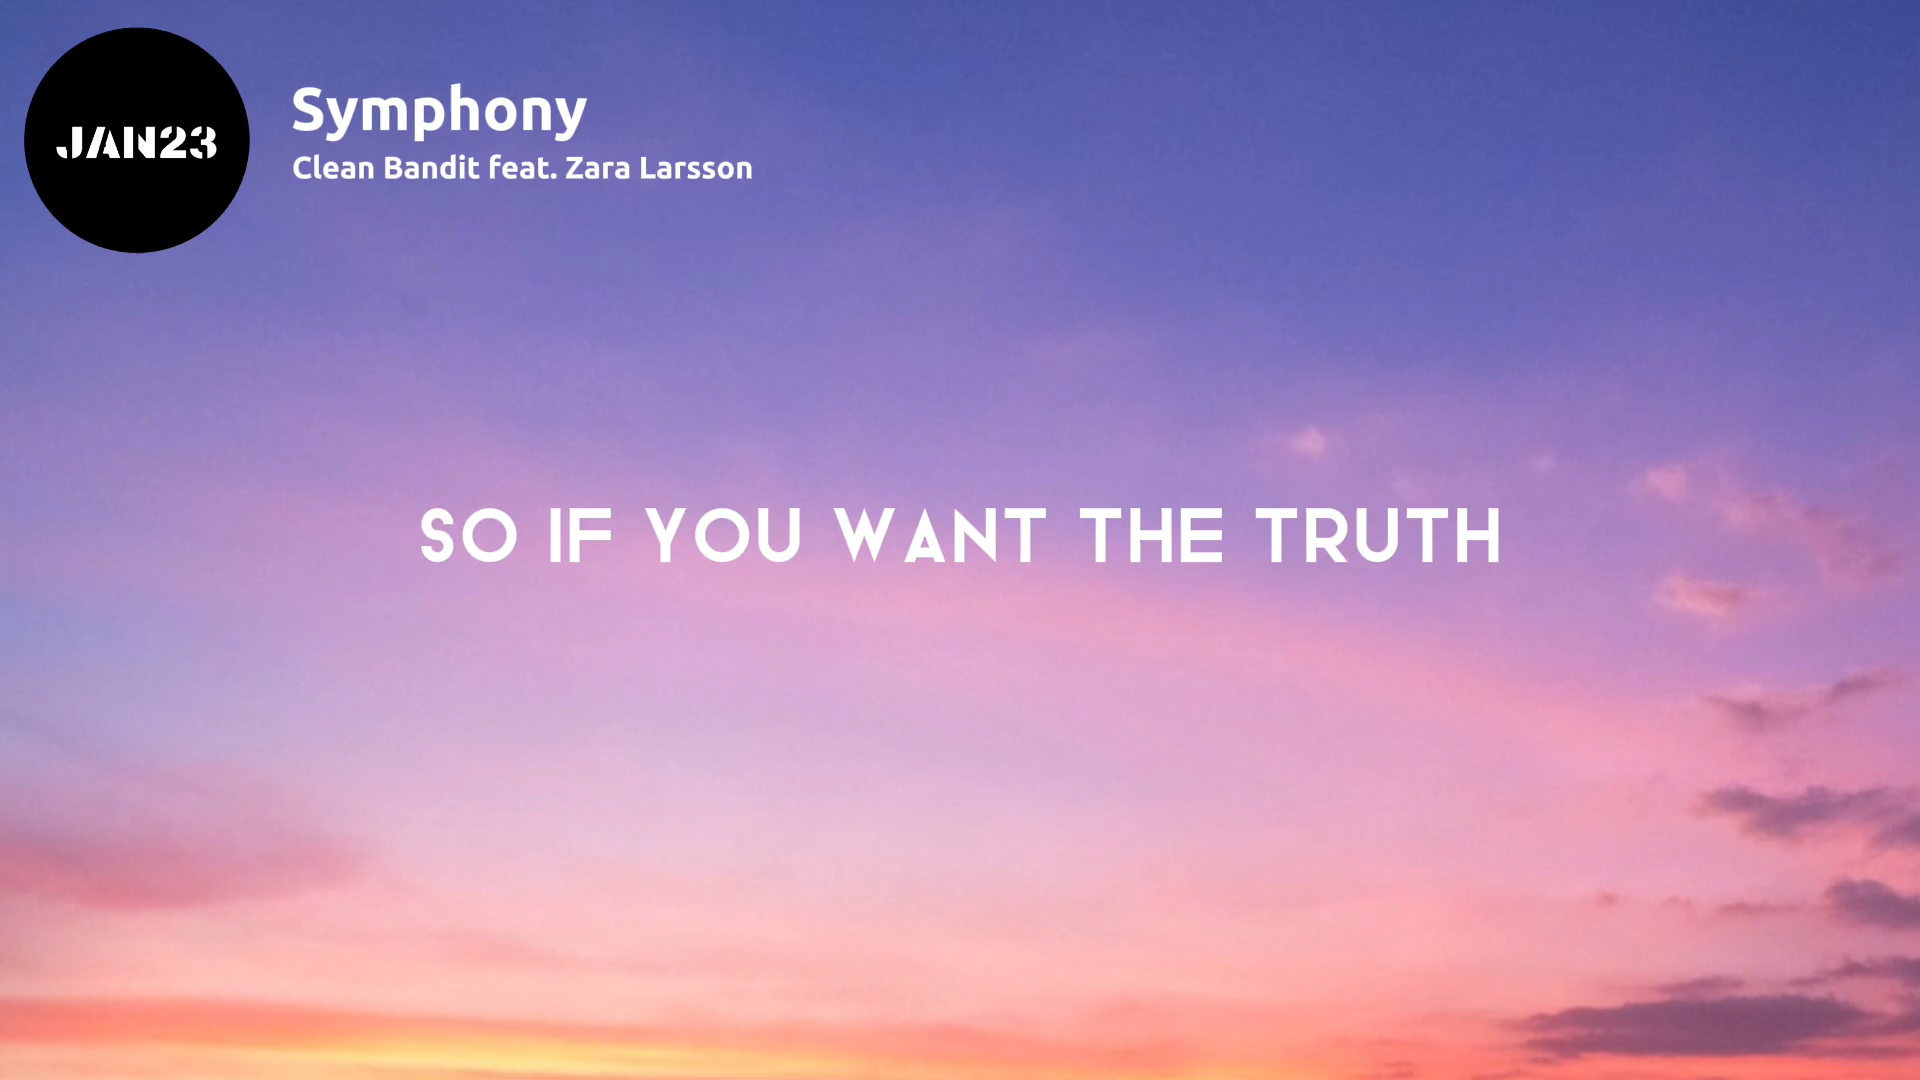 JAN23
Symphony
Clean Bandit feat. Zara Larsson
SO IF YOU WANT THE TRUTH